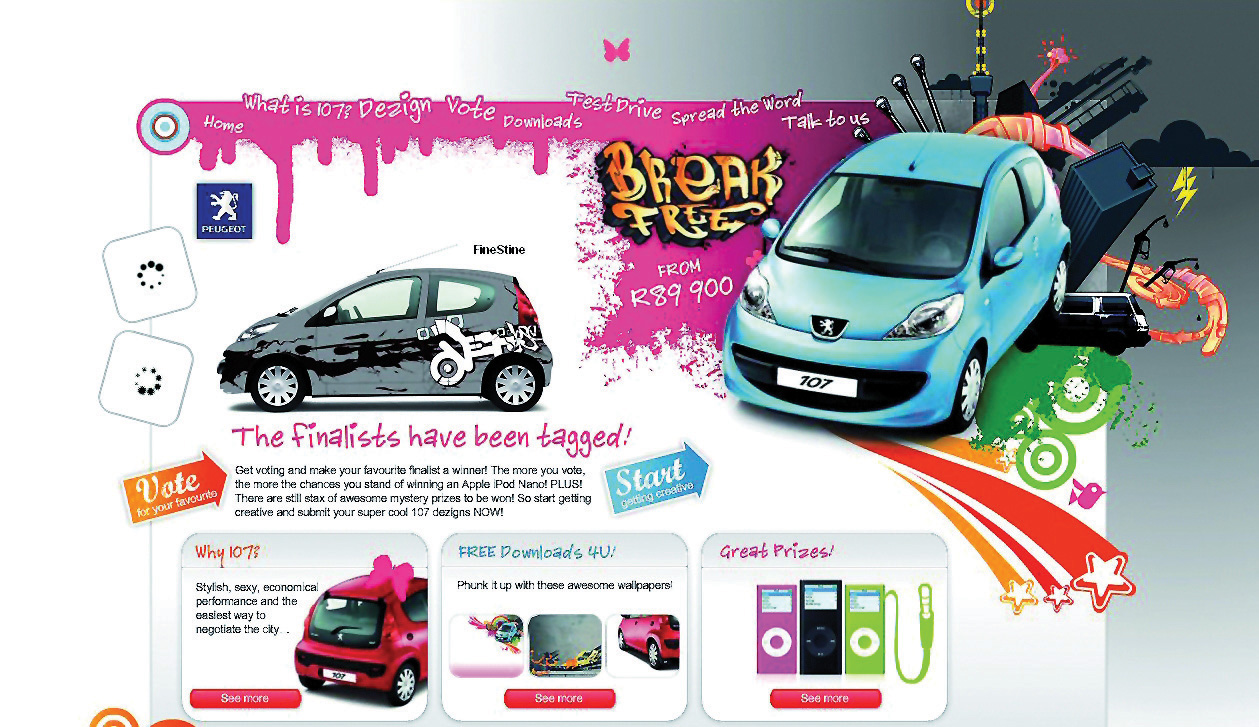 Home
What is 107?
Dezign
Vote
Downloads
Test Drive
Spread the Word
Talk to us
PEUGEOT
BREAK
FREE
FROM
R89 900
FineStine
107
The finalists have been tagged!
Vote
for your favourite
Get voting and make your favourite finalist a winner! The more you vote,
the more the chances you stand of winning an Apple iPod Nano! PLUS!
There are still stax of awesome mystery prizes to be won! So start getting
creative and submit your super cool 107 dezigns NOW!
Start
getting creative
Why 107?
Stylish, sexy, economical
performance and the
easiest way to
negotiate the city. .
107
See more
FREE Downloads 4U!
Phunk it up with these awesome wallpapers!
See more
Great Prizes!
See more